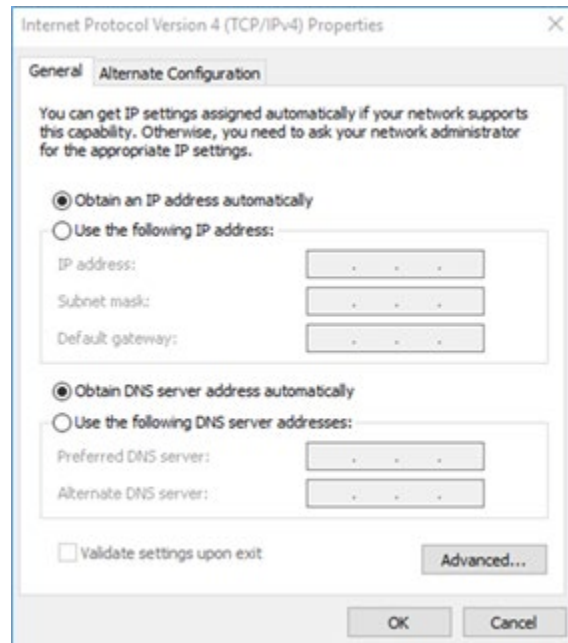 Internet Protocol Version 4 (TCP/IPv4) Properties
General
Alternate Configuration
You can get IP settings assigned automatically if your network supports
this capability. Otherwise, you need to ask your network administrator
for the appropriate IP settings.
Obtain an IP address automatically
Use the following IP address:
IP address:
Subnet mask:
Default gateway:
Obtain DNS server address automatically
Use the following DNS server addresses:
Preferred DNS server:
Alternate DNS server:
Validate settings upon exit
Advanced...
OK
Cancel